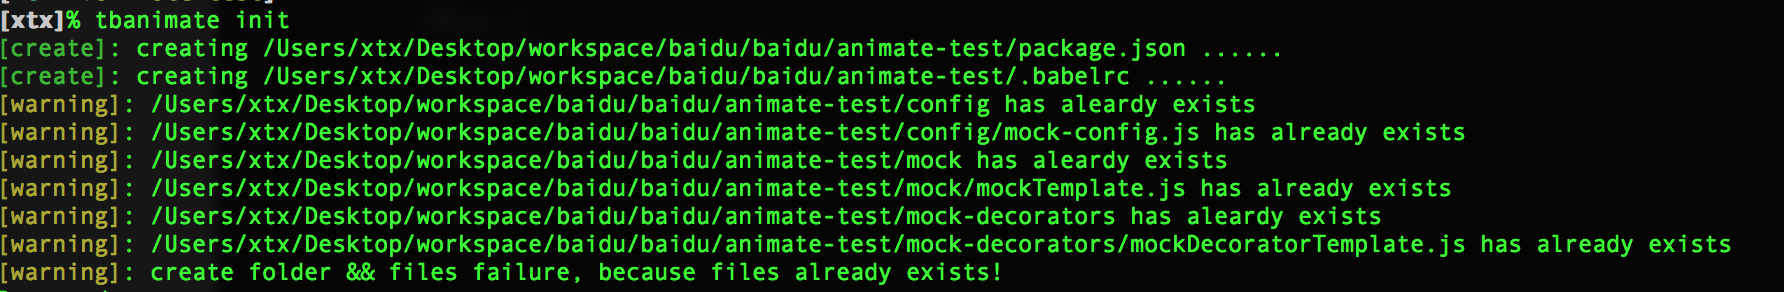 [xtx]% tbanimate init
[create]: creating /Users/xtx/Desktop/workspace/baidu/baidu/animate-test/package.json ......
[create]: creating /Users/xtx/Desktop/workspace/baidu/baidu/animate-test/.babelrc ......
[warning]: /Users/xtx/Desktop/workspace/baidu/baidu/animate-test/config has aleardy exists
[warning]: /Users/xtx/Desktop/workspace/baidu/baidu/animate-test/config/mock-config.js has already exists
[warning]: /Users/xtx/Desktop/workspace/baidu/baidu/animate-test/mock has aleardy exists
[warning]: /Users/xtx/Desktop/workspace/baidu/baidu/animate-test/mock/mockTemplate.js has already exists
[warning]: /Users/xtx/Desktop/workspace/baidu/baidu/animate-test/mock-decorators has aleardy exists
[warning]: /Users/xtx/Desktop/workspace/baidu/baidu/animate-test/mock-decorators/mockDecoratorTemplate.js has already exists
[warning]: create folder && files failure, because files already exists!